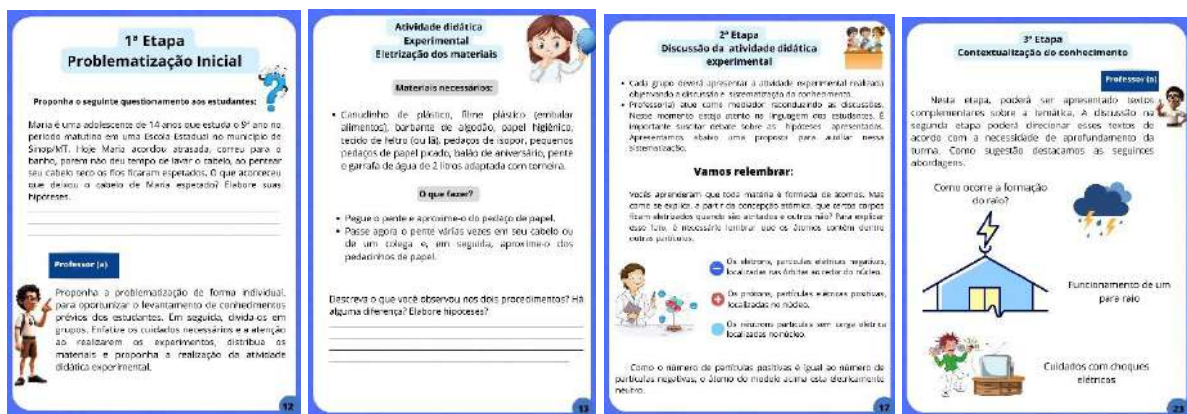 1ª Etapa
Problematização Inicial
Proponha o seguinte questionamento aos estudantes:
Maria é uma adolescente de 14 anos que estuda o 9º ano no
período matutino em uma Escola Estadual no município de
Sinop/MT. Hoje Maria acordou atrasada, correu para o
banho, porém não deu tempo de lavar o cabelo, ao pentear
seu cabelo seco os fios ficaram espetados. O que aconteceu
que deixou o cabelo de Maria espetado? Elabore suas
hipóteses.
Professor (a)
Proponha a problematização de forma individual,
para oportunizar o levantamento de conhecimentos
prévios dos estudantes. Em seguida, divida-os em
grupos. Enfatize os cuidados necessários e a atenção
ao realizarem os experimentos, distribua os
materiais e proponha a realização da atividade
didática experimental.
12
Atividade didática
Experimental
Eletrização dos materiais
Materiais necessários:
• Canudinho de plástico, filme plástico (embalar
alimentos), barbante de algodão, papel higiênico,
tecido de feltro (ou lã), pedaços de isopor, pequenos
pedaços de papel picado, balão de aniversário, pente
e garrafa de água de 2 litros adaptada com torneira.
O que fazer?
• Pegue o pente e aproxime-o do pedaço de papel.
• Passe agora o pente várias vezes em seu cabelo ou
de um colega e, em seguida, aproxime-o dos
pedacinhos de papel.
Descreva o que você observou nos dois procedimentos? Há
alguma diferença? Elabore hipóteses?
13
2ª Etapa
Discussão da atividade didática
experimental
• Cada grupo deverá apresentar a atividade experimental realizada
objetivando a discussão e sistematização do conhecimento.
• Professor(a) atue como mediador reconduzindo as discussões.
Nesse momento esteja atento na linguagem dos estudantes. É
importante suscitar debate sobre as hipóteses apresentadas.
Apresentamos abaixo uma proposta para auxiliar nessa
sistematização.
Vamos relembrar:
Vocês aprenderam que toda matéria é formada de átomos. Mas
como se explica, a partir da concepção atômica, que certos corpos
ficam eletrizados quando são atritados e outros não? Para explicar
esse fato, é necessário lembrar que os átomos contêm dentro
outras partículas.
Os elétrons, partículas elétricas negativas,
localizadas nas órbitas ao redor do núcleo.
Os prótons, partículas elétricas positivas,
localizadas no núcleo.
Os nêutrons partículas sem carga elétrica
localizadas no núcleo.
Como o número de partículas positivas é igual ao número de
partículas negativas, o átomo do modelo acima está eletricamente
neutro.
17
3ª Etapa
Contextualização do conhecimento
Professor (a)
Nesta etapa, poderá ser apresentado textos
complementares sobre a temática. A discussão na
segunda etapa poderá direcionar esses textos de
acordo com a necessidade de aprofundamento da
turma. Como sugestão destacamos as seguintes
abordagens.
Como ocorre a formação
do raio?
Funcionamento de um
para raio
Cuidados com choques
elétricos